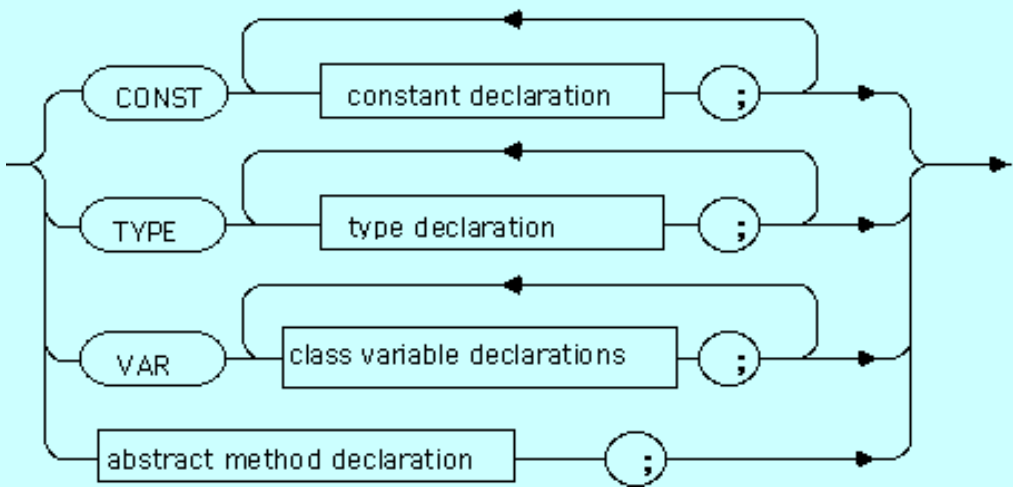 CONST constant declaration ;
TYPE type declaration ;
VAR class variable declarations ;
abstract method declaration ;